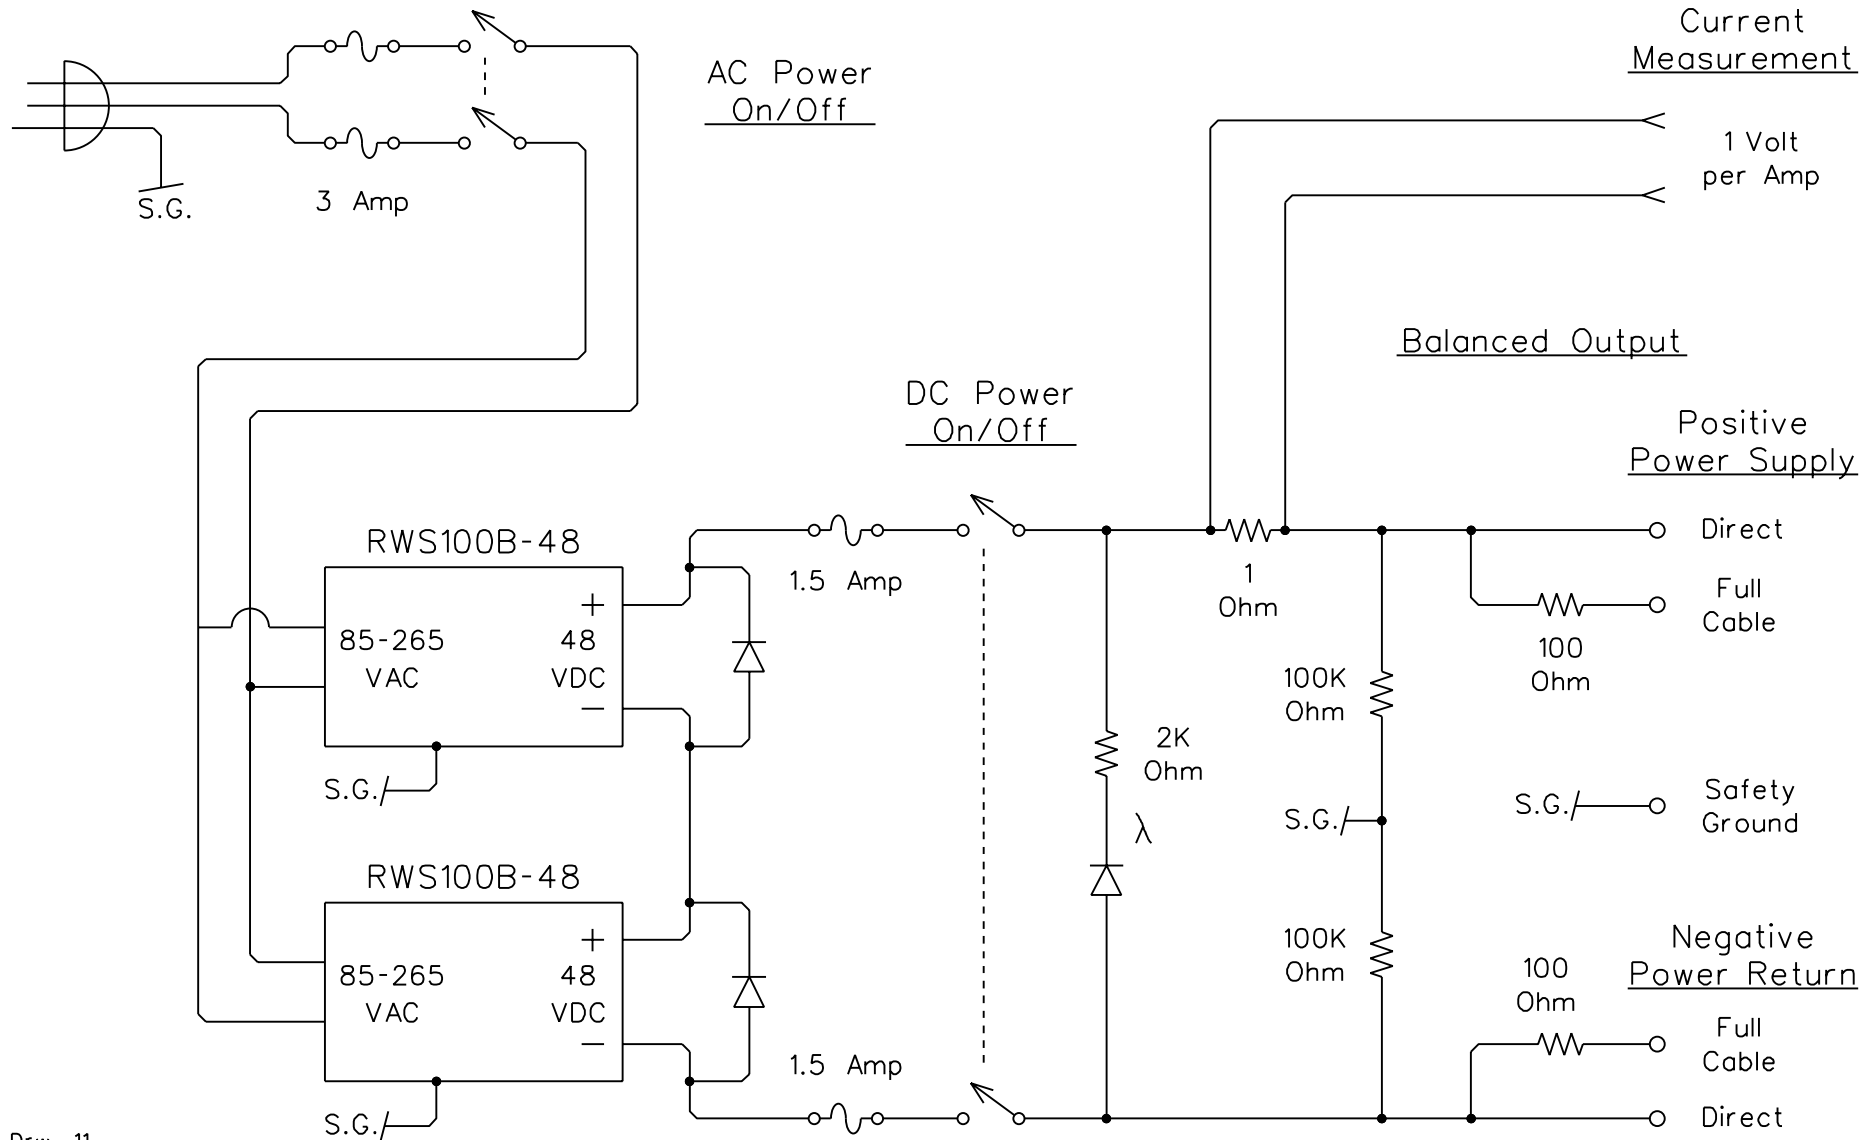 Current
Measurement
AC Power
On/Off
1 Volt
per Amp
3 Amp
S.G.
Balanced Output
DC Power
On/Off
Positive
Power Supply
RWS100B-48
+
85-265
VAC
48
VDC
—
S.G.
1.5 Amp
1
Ohm
Direct
Full
Cable
100
Ohm
100K
Ohm
2K
Ohm
λ
S.G.
S.G.
Safety
Ground
RWS100B-48
+
85-265
VAC
48
VDC
—
S.G.
1.5 Amp
100K
Ohm
Negative
Power Return
100
Ohm
Full
Cable
Direct